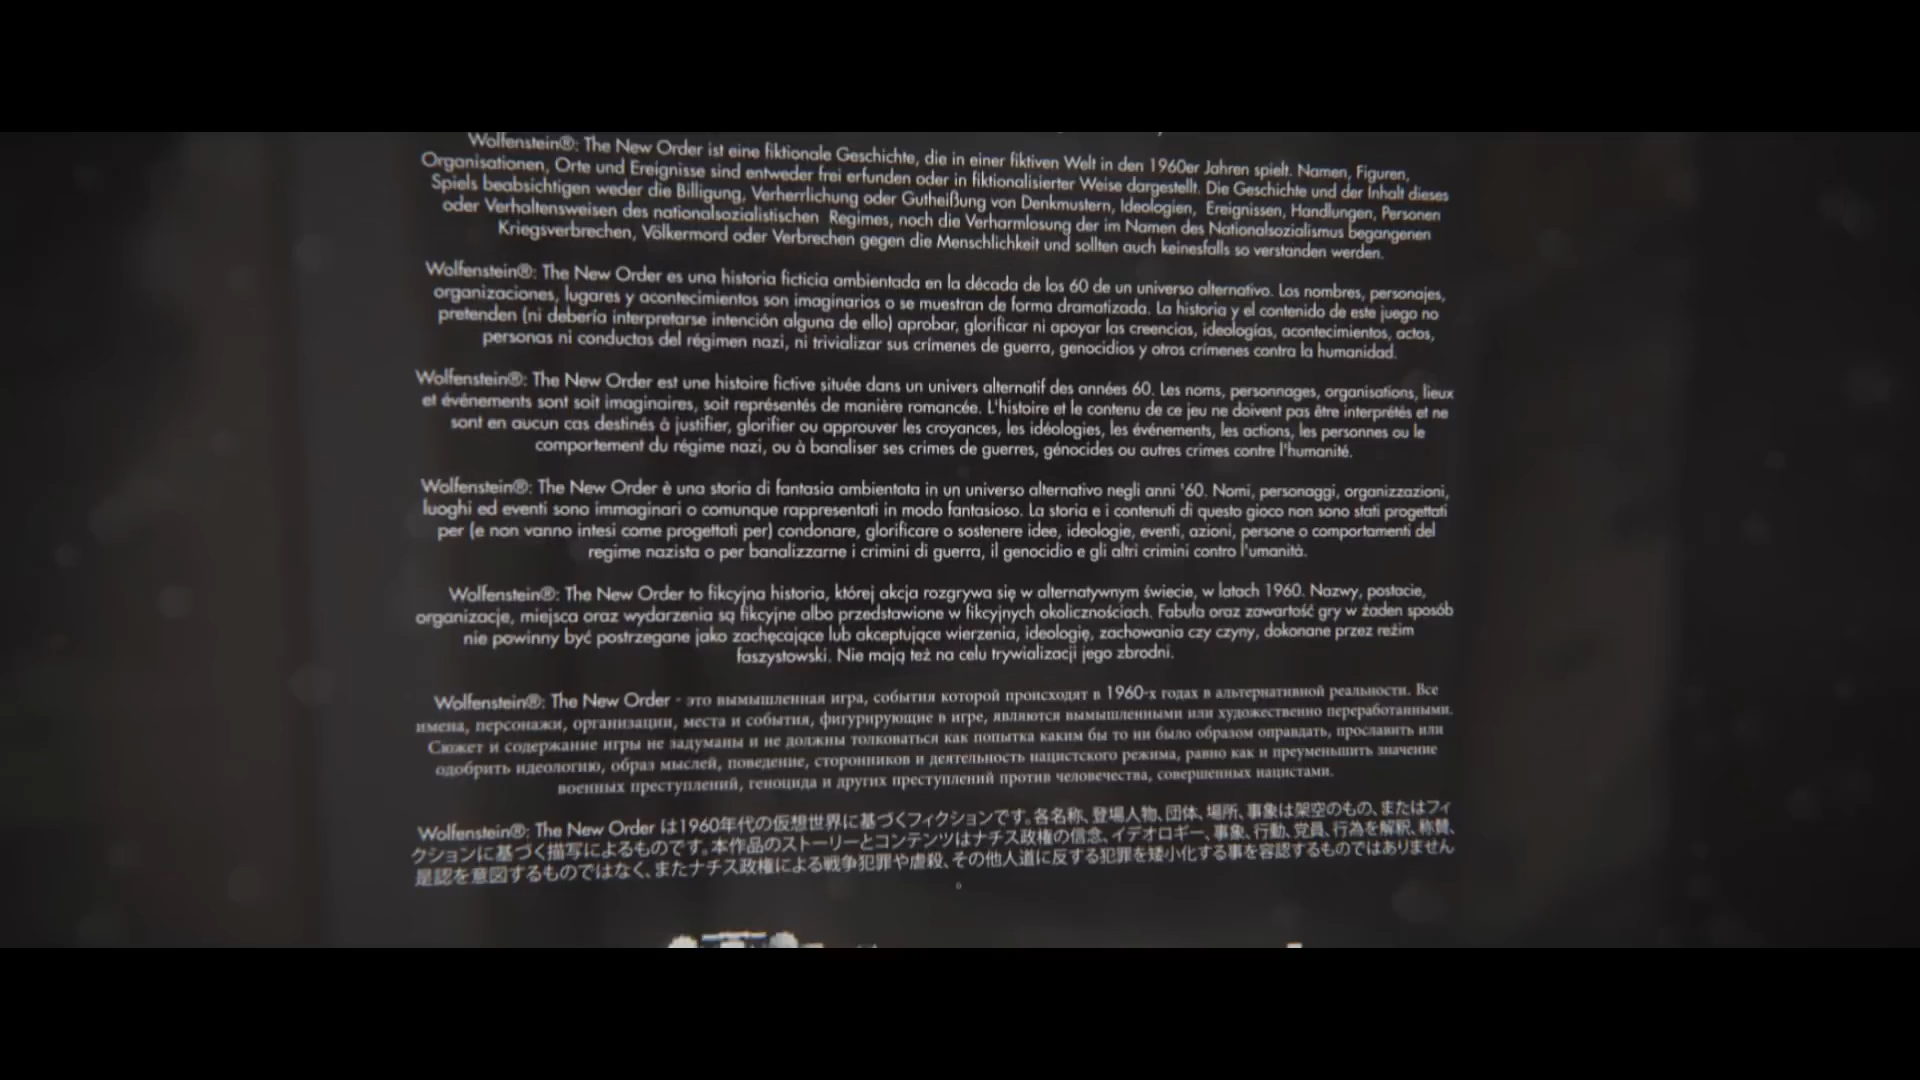 Wolfenstein®: The New Order ist eine fiktionale Geschichte, die in einer fiktiven Welt in den 1960er Jahren spielt. Namen, Figuren,
Organisationen, Orte und Ereignisse sind entweder frei erfunden oder in fiktionalisierter Weise dargestellt. Die Geschichte und der Inhalt dieses
Spiels beabsichtigen weder die Billigung, Verherrlichung oder Gutheißung von Denkmustern, Ideologien, Ereignissen, Handlungen, Personen
oder Verhaltensweisen des nationalsozialistischen Regimes, noch die Verharmlosung der im Namen des Nationalsozialismus begangenen
Kriegsverbrechen, Völkermord oder Verbrechen gegen die Menschlichkeit und sollten auch keinesfalls so verstanden werden.
Wolfenstein®: The New Order es una historia ficticia ambientada en la década de los 60 de un universo alternativo. Los nombres, personajes,
organizaciones, lugares y acontecimientos son imaginarios o se muestran de forma dramatizada. La historia y el contenido de este juego no
pretenden (ni debería interpretarse intención alguna de ello) aprobar, glorificar ni apoyar las creencias, ideologías, acontecimientos, actos,
personas ni conductas del régimen nazi, ni trivializar sus crímenes de guerra, genocidios y otros crímenes contra la humanidad.
Wolfenstein®: The New Order est une histoire fictive située dans un univers alternatif des années 60. Les noms, personnages, organisations, lieux
et événements sont soit imaginaires, soit représentés de manière romancée. L'histoire et le contenu de ce jeu ne doivent pas être interprétés et ne
sont en aucun cas destinés à justifier, glorifier ou approuver les croyances, les idéologies, les événements, les actions, les personnes ou le
comportement du régime nazi, ou à banaliser ses crimes de guerres, génocides ou autres crimes contre l'humanité.
Wolfenstein®: The New Order è una storia di fantasia ambientata in un universo alternativo negli anni '60. Nomi, personaggi, organizzazioni,
luoghi ed eventi sono immaginari o comunque rappresentati in modo fantasioso. La storia e i contenuti di questo gioco non sono stati progettati
per (e non vanno intesi come progettati per) condonare, glorificare o sostenere idee, ideologie, eventi, azioni, persone o comportamenti del
regime nazista o per banalizzarne i crimini di guerra, il genocidio e gli altri crimini contro l'umanità.
Wolfenstein®: The New Order to fikcyjna historia, której akcja rozgrywa się w alternatywnym świecie, w latach 1960. Nazwy, postacie,
organizacje, miejsca oraz wydarzenia są fikcyjne albo przedstawione w fikcyjnych okolicznościach. Fabuła oraz zawartość gry w żaden sposób
nie powinny być postrzegane jako zachęcające lub akceptujące wierzenia, ideologię, zachowania czy czyny, dokonane przez reżim
faszystowski. Nie mają też na celu trywializacji jego zbrodni.
Wolfenstein®: The New Order - это вымышленная игра, события которой происходят в 1960-х годах в альтернативной реальности. Все
имена, персонажи, организации, места и события, фигурирующие в игре, являются вымышленными или художественно переработанными.
Сюжет и содержание игры не задуманы и не должны толковаться как попытка каким бы то ни было образом оправдать, прославить или
одобрить идеологию, образ мыслей, поведение, сторонников и деятельность нацистского режима, равно как и преуменьшить значение
военных преступлений, геноцида и других преступлений против человечества, совершенных нацистами.
Wolfenstein®: The New Order は1960年代の仮想世界に基づくフィクションです。各名称、登場人物、団体、場所、事象は架空のもの、またはフィ
クションに基づく描写によるものです。本作品のストーリーとコンテンツはナチス政権の信念、イデオロギー、事象、行動、党員、行為を解釈、称賛、
是認を意図するものではなく、またナチス政権による戦争犯罪や虐殺、その他人道に反する犯罪を矮小化する事を容認するものではありません